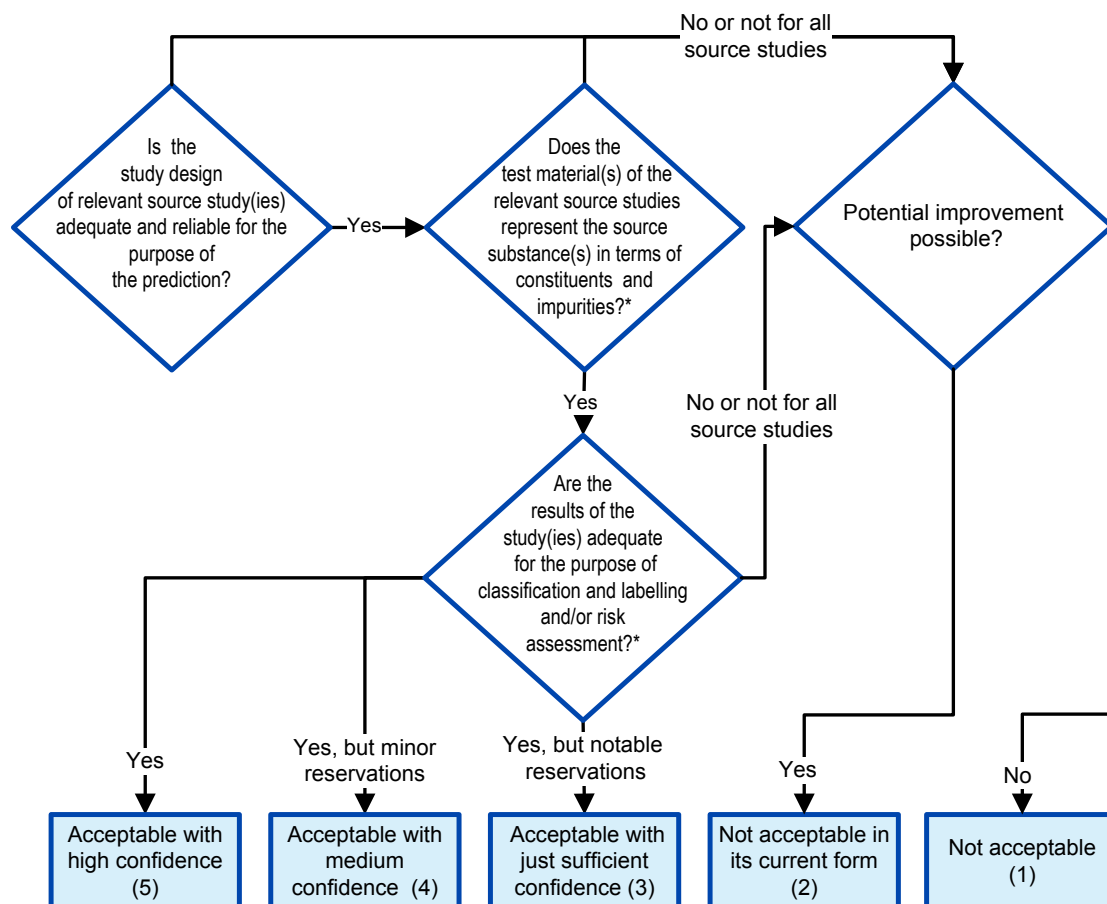 No or not for all
source studies
Is the
study design
of relevant source study(ies)
adequate and reliable for the
purpose of
the prediction?
Yes
Does the
test material(s) of the
relevant source studies
represent the source
substance(s) in terms of
constituents and
impurities?*
Potential improvement
possible?
Yes
No or not for all
source studies
Are the
results of the
study(ies) adequate
for the purpose of
classification and labelling
and/or risk
assessment?*
Yes
Yes, but minor
reservations
Yes, but notable
reservations
Yes
No
Acceptable with
high confidence
(5)
Acceptable with
medium
confidence (4)
Acceptable with
just sufficient
confidence (3)
Not acceptable in
its current form
(2)
Not acceptable
(1)